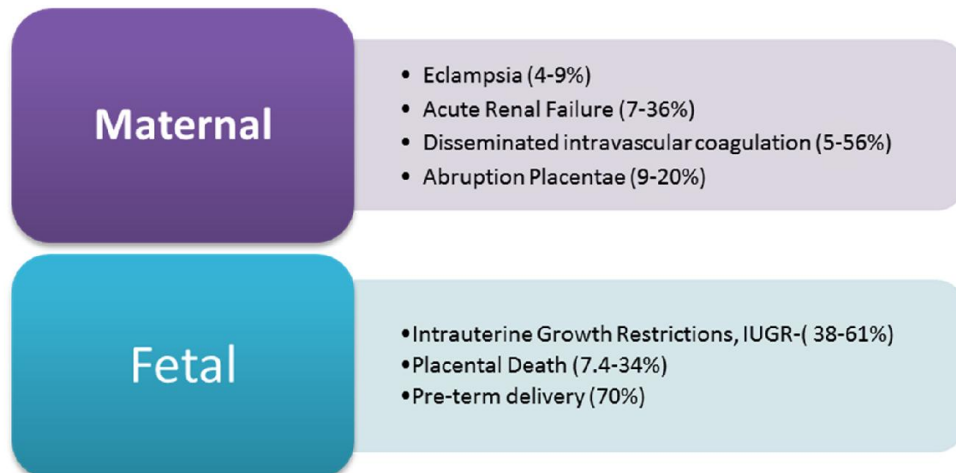 Maternal
• Eclampsia (4-9%)
• Acute Renal Failure (7-36%)
• Disseminated intravascular coagulation (5-56%)
• Abruption Placentae (9-20%)
Fetal
•Intrauterine Growth Restrictions, IUGR-( 38-61%)
•Placental Death (7.4-34%)
•Pre-term delivery (70%)